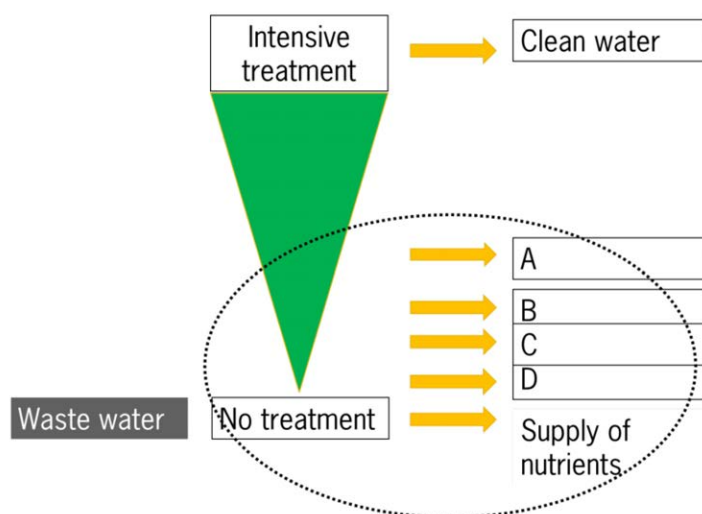 Intensive
treatment
Clean water
A
B
C
D
Waste water
No treatment
Supply of
nutrients